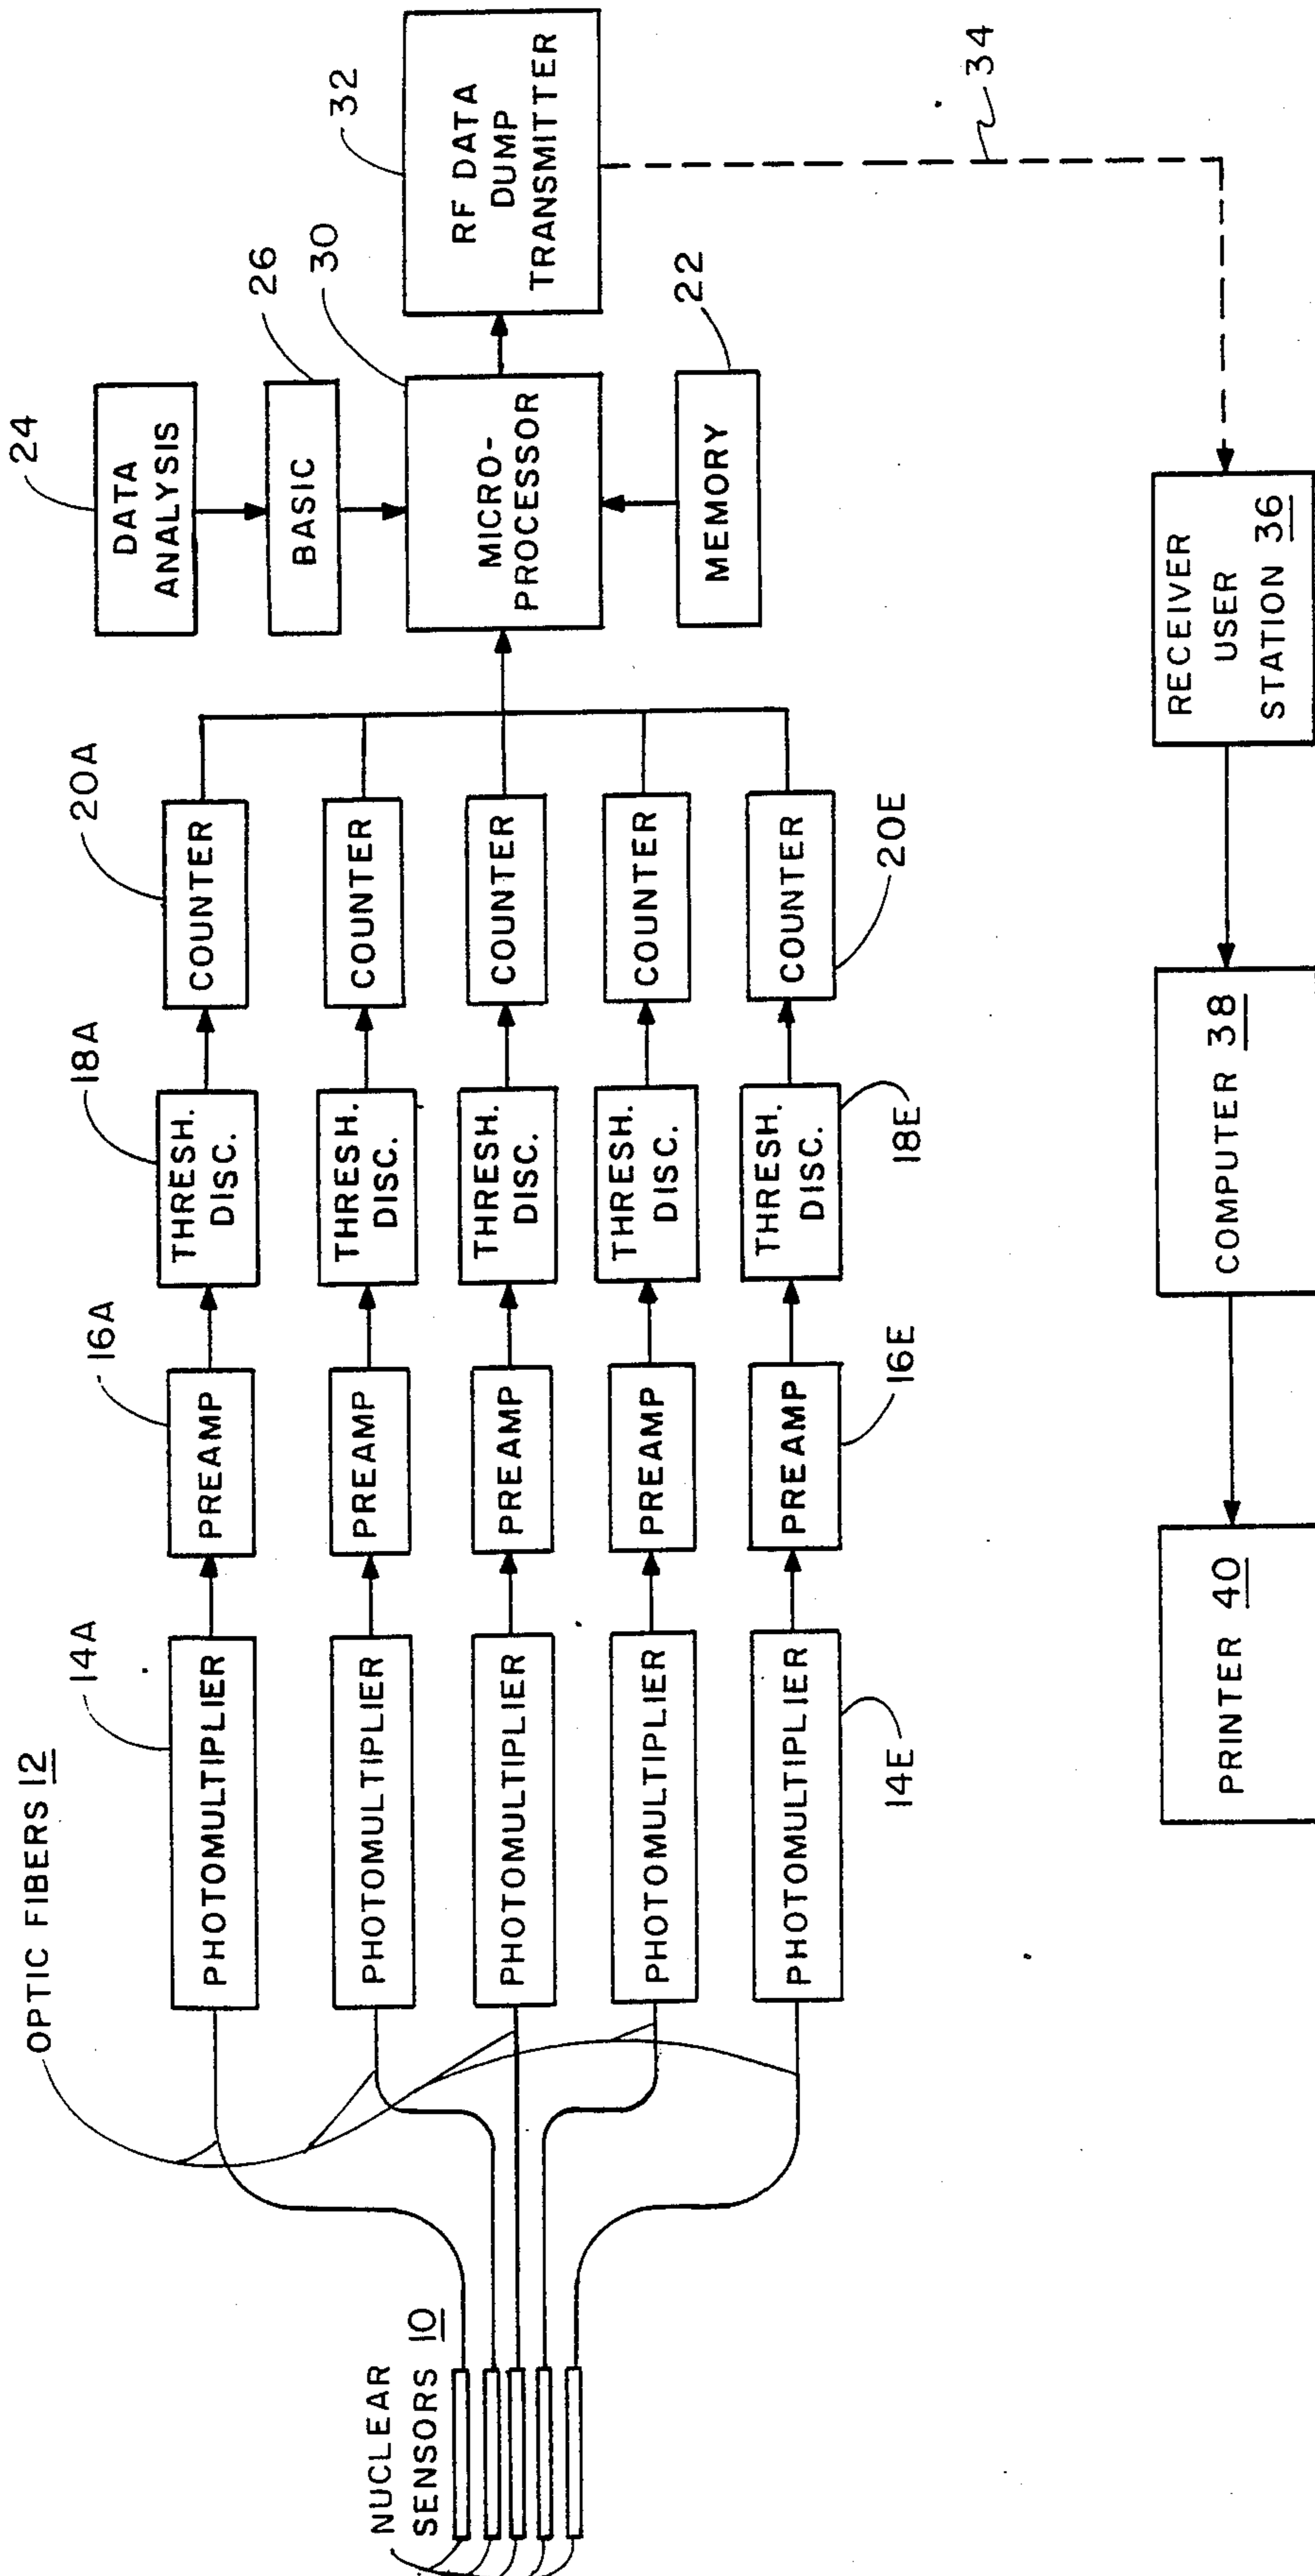 NUCLEAR
SENSORS 10
OPTIC FIBERS 12
14A
PHOTOMULTIPLIER
PHOTOMULTIPLIER
PHOTOMULTIPLIER
PHOTOMULTIPLIER
PHOTOMULTIPLIER
14E
16A
PREAMP
PREAMP
PREAMP
PREAMP
PREAMP
16E
18A
THRESH.
DISC.
THRESH.
DISC.
THRESH.
DISC.
THRESH.
DISC.
THRESH.
DISC.
18E
20A
COUNTER
COUNTER
COUNTER
COUNTER
COUNTER
20E
24
DATA
ANALYSIS
26
BASIC
30
MICRO-
PROCESSOR
MEMORY
22
32
RF DATA
DUMP
TRANSMITTER
34
RECEIVER
USER
STATION 36
COMPUTER 38
PRINTER 40